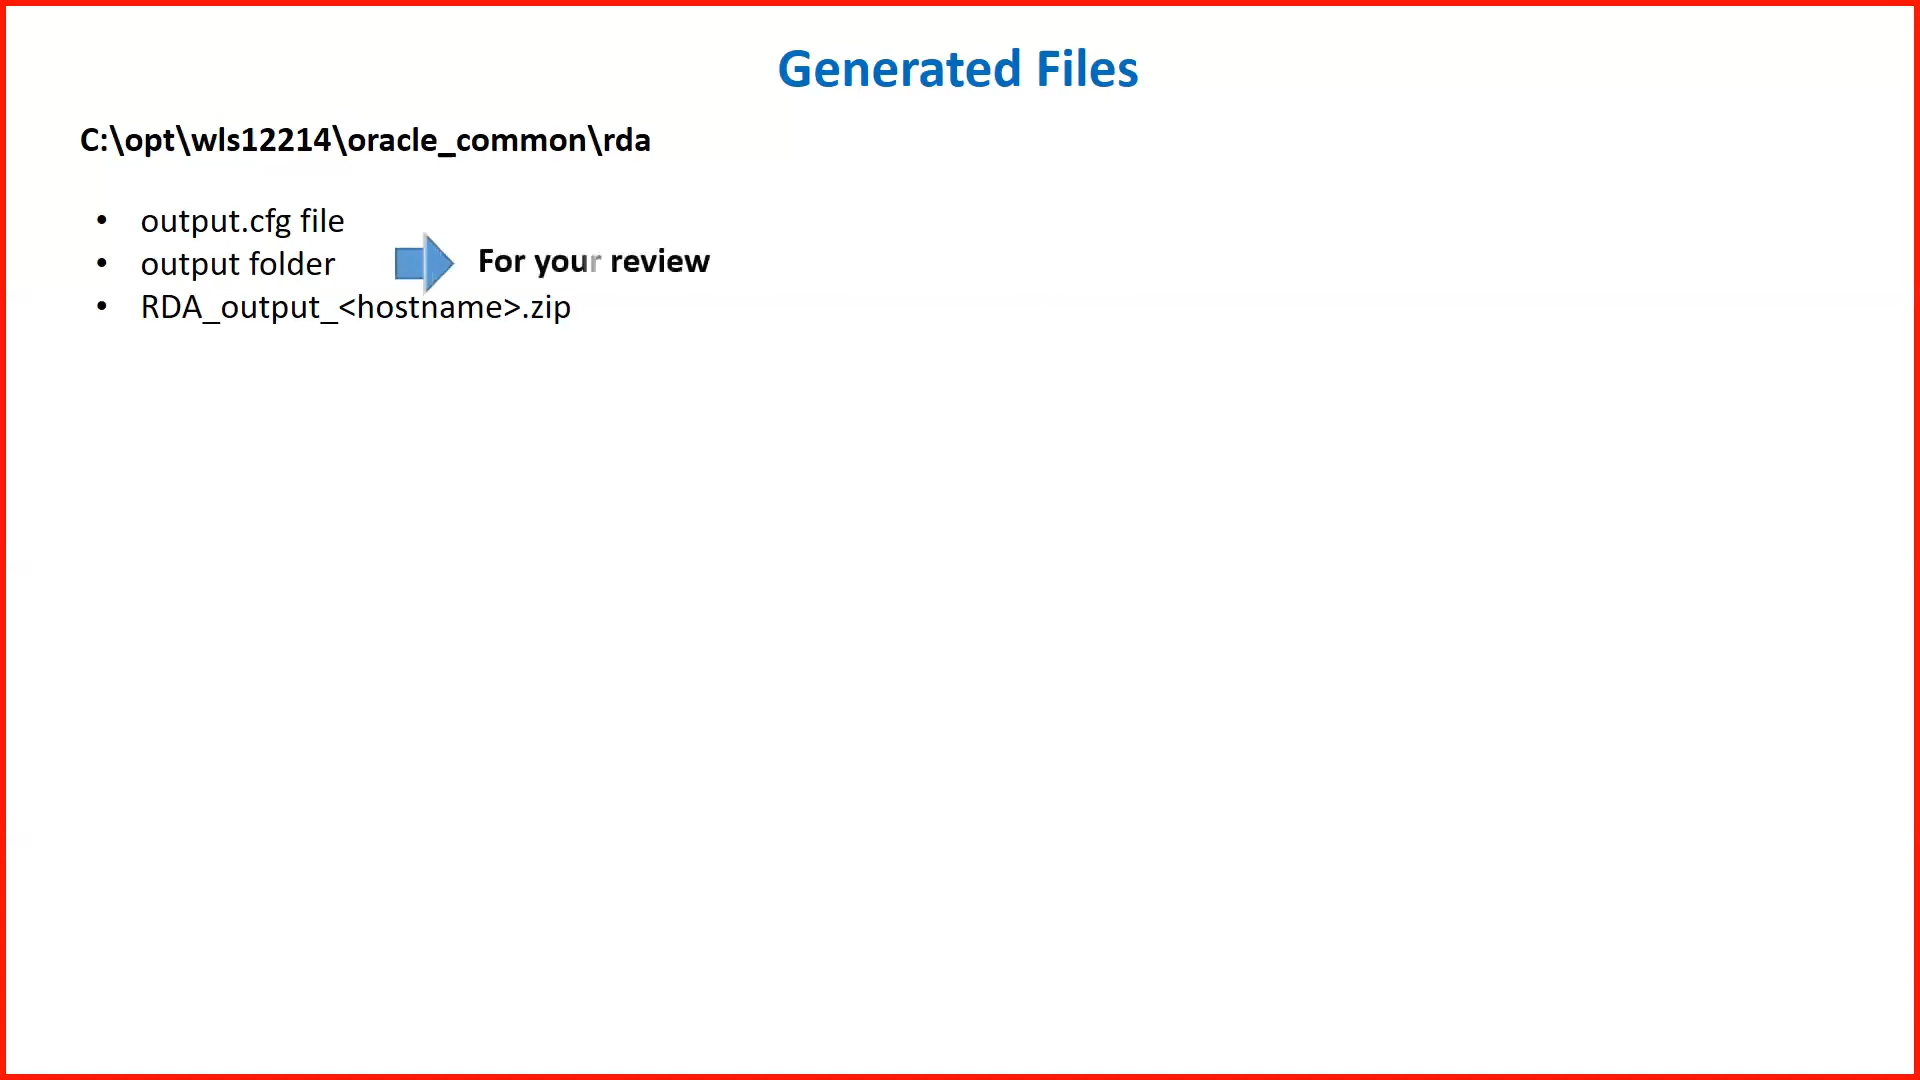 Generated Files
C:\opt\wls12214\oracle_common\rda
• output.cfg file
• output folder
For your review
• RDA_output_<hostname>.zip